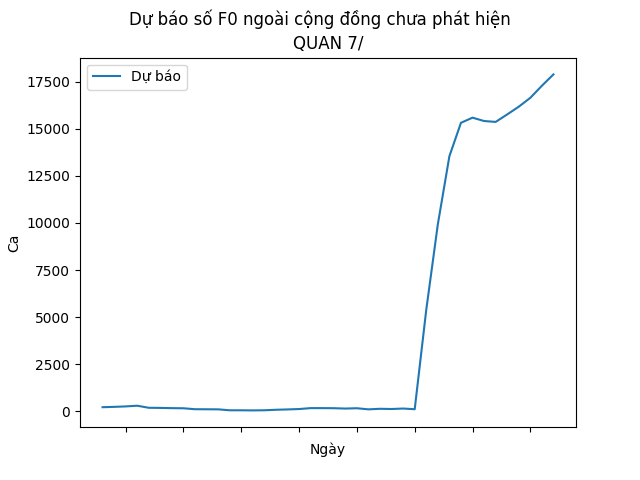 Dự báo số F0 ngoài cộng đồng chưa phát hiện
QUAN 7/
Dự báo
17500
15000
12500
10000
7500
5000
2500
0
Ca
Ngày